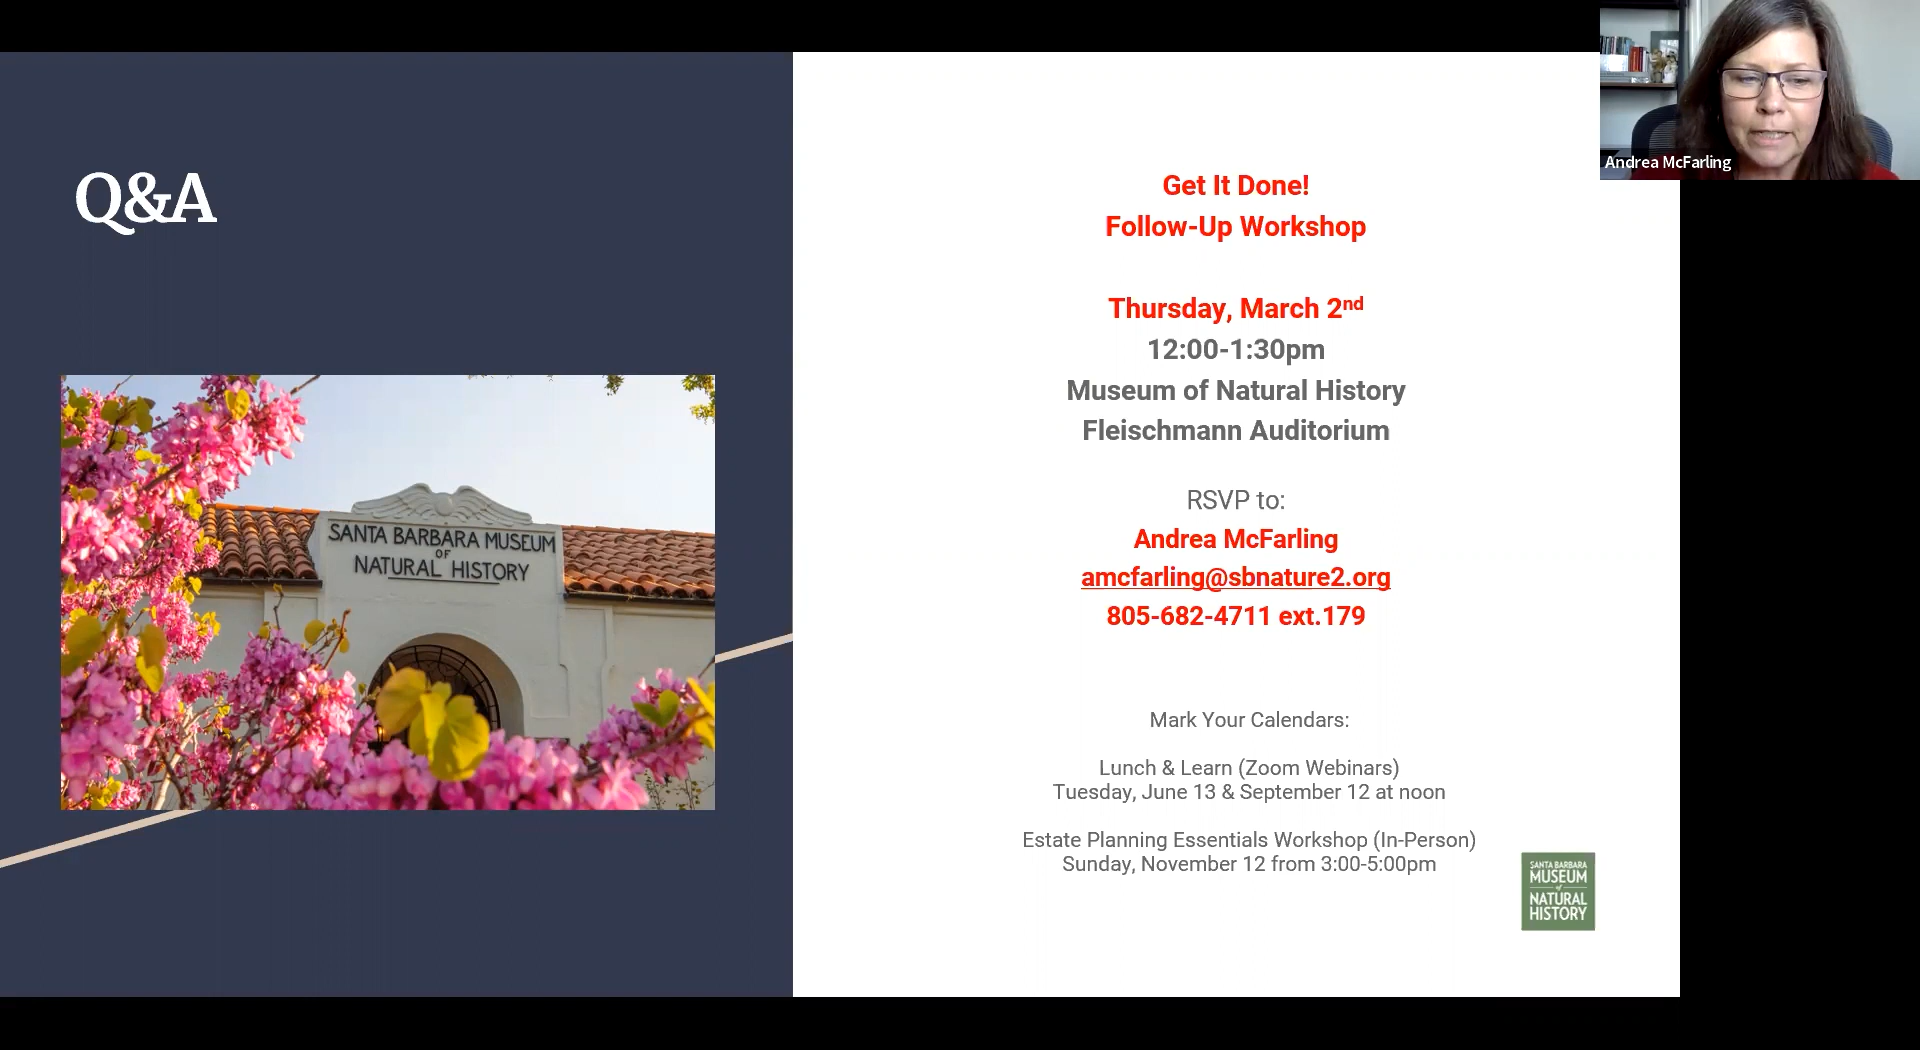 Q&A
SANTA BARBARA MUSEUM
OF
NATURAL HISTORY
Get It Done!
Follow-Up Workshop
Thursday, March 2nd
12:00-1:30pm
Museum of Natural History
Fleischmann Auditorium
RSVP to:
Andrea McFarling
amcfarling@sbnature2.org
805-682-4711 ext.179
Mark Your Calendars:
Lunch & Learn (Zoom Webinars)
Tuesday, June 13 & September 12 at noon
Estate Planning Essentials Workshop (In-Person)
Sunday, November 12 from 3:00-5:00pm
SANTA BARBARA
MUSEUM
of
NATURAL
HISTORY
Andrea McFarling